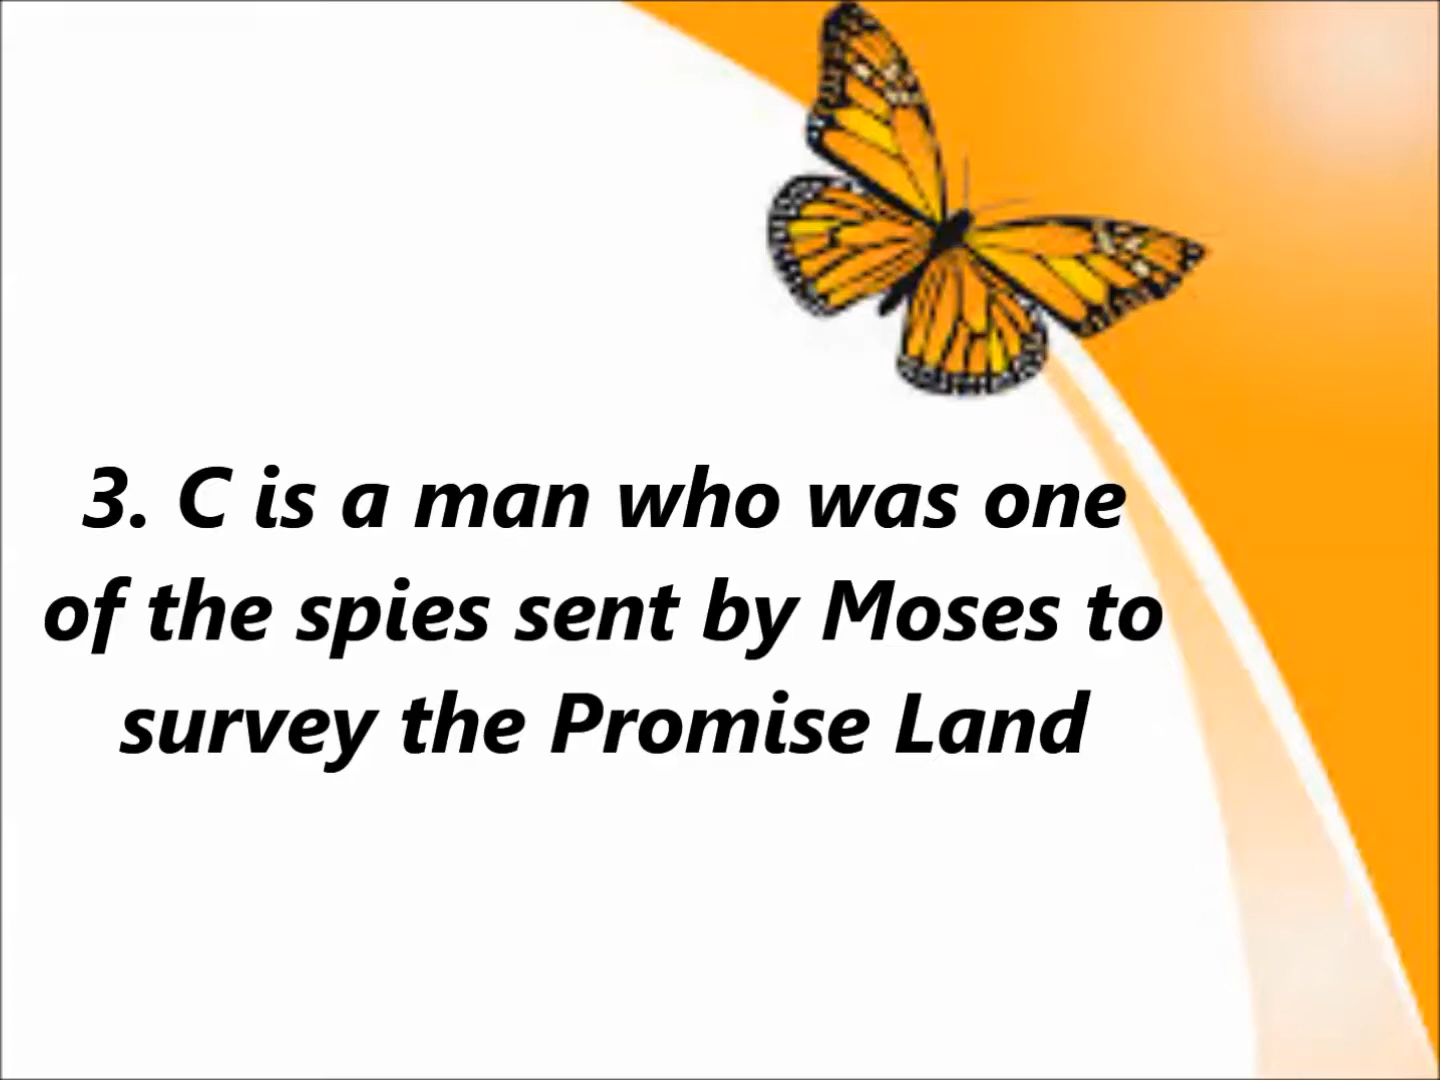 3. C is a man who was one
of the spies sent by Moses to
survey the Promise Land